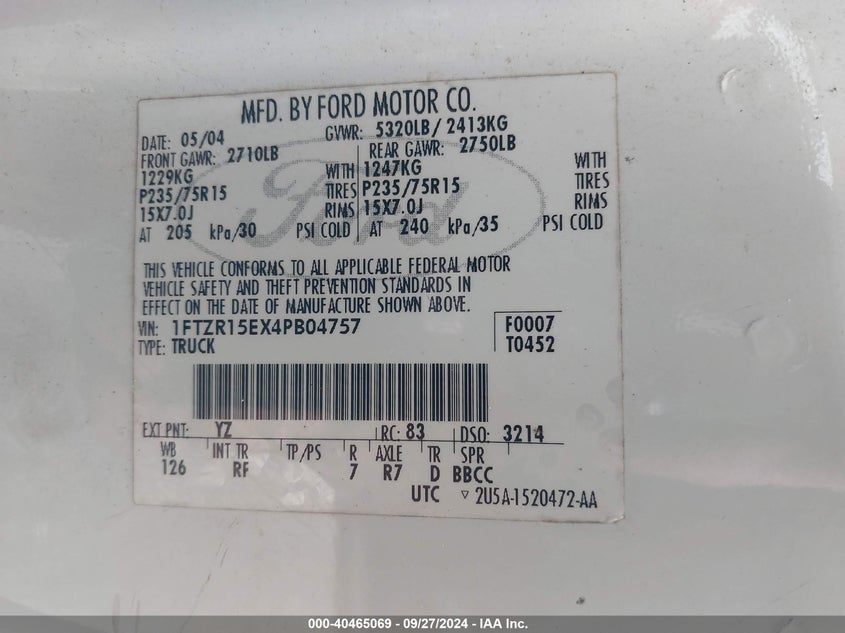 MFD. BY FORD MOTOR CO.
DATE: 05/04 GVWR: 5320LB/ 2413KG
FRONT GAWR: 2710LB REAR GAWR: 2750LB
1229KG WITH 1247KG WITH
P235/75R15 TIRES P235/75R15 TIRES
15X7.0J RIMS 15X7.0J RIMS
AT 205 kPa/30 PSI COLD AT 240 kPa/35 PSI COLD
Ford
THIS VEHICLE CONFORMS TO ALL APPLICABLE FEDERAL MOTOR
VEHICLE SAFETY AND THEFT PREVENTION STANDARDS IN
EFFECT ON THE DATE OF MANUFACTURE SHOWN ABOVE.
VIN: 1FTZR15EX4PB04757 F0007
TYPE: TRUCK T0452
EXT PNT: YZ RC: 83 DSO: 3214
WB INT TR TP/PS R AXLE TR SPR
126 RF 7 R7 D BBCC
UTC ▿ 2U5A-1520472-AA
000-40465069 - 09/27/2024 - IAA Inc.